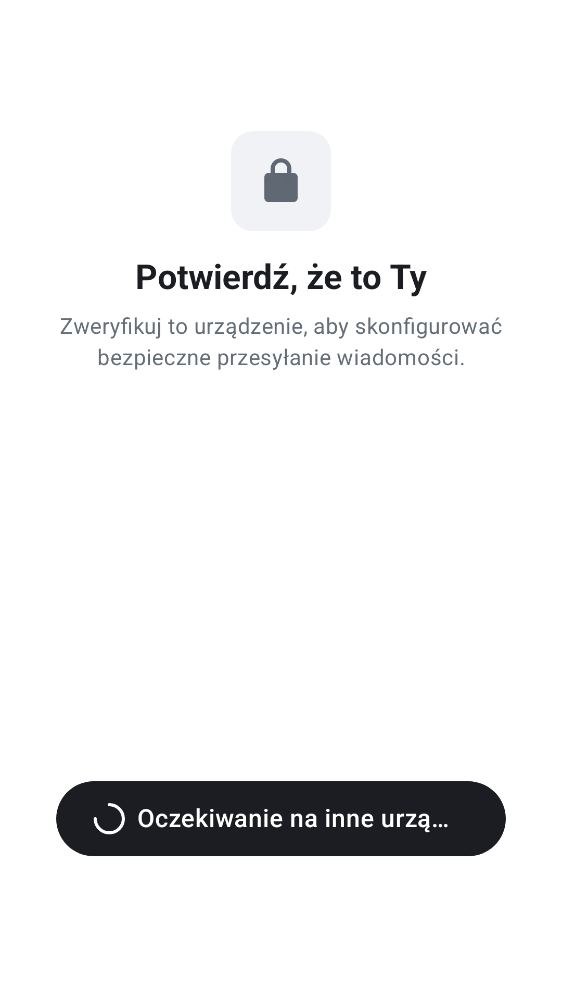 Potwierdź, że to Ty
Zweryfikuj to urządzenie, aby skonfigurować
bezpieczne przesyłanie wiadomości.
Oczekiwanie na inne urzą…